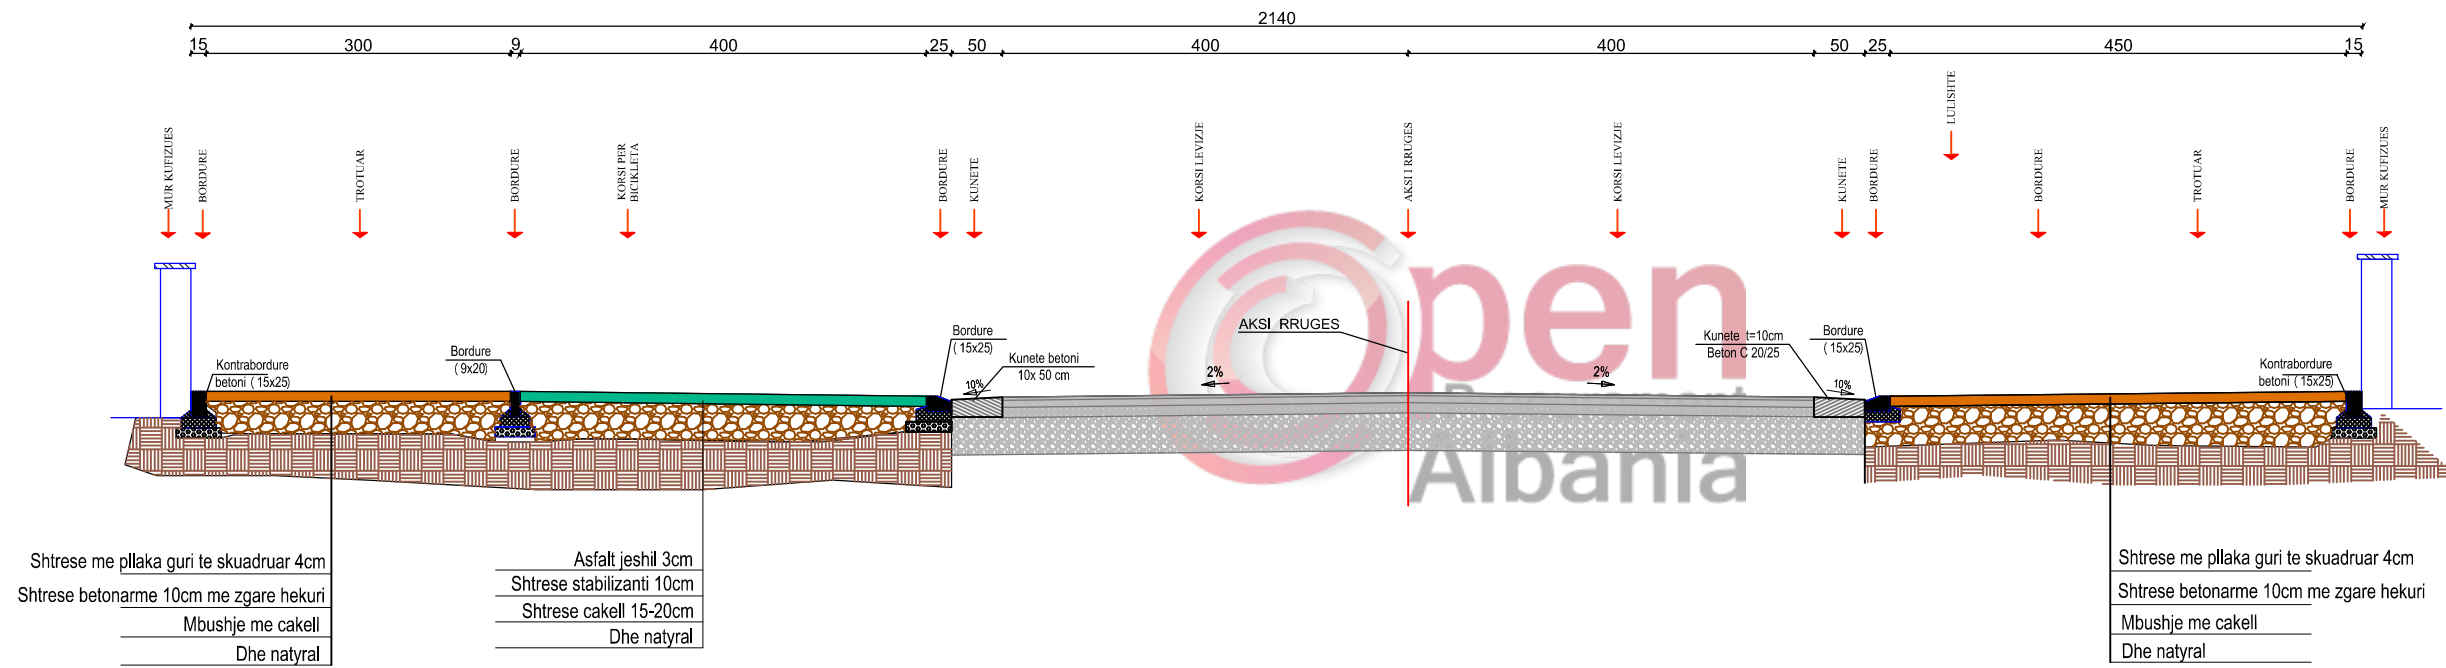 2140
15 300 9 400 25 50 400 400 50 25 450 15
MUR KUFIZUES
BORDURE
TROTUAR
BORDURE
KORSI PER
BICIKLETA
BORDURE
KUNETE
KORSI LEVIZJE
AKSI I RRUGES
KORSI LEVIZJE
KUNETE
BORDURE
LULISHTE
BORDURE
TROTUAR
BORDURE
MUR KUFIZUES
Kontrabordure
betoni ( 15x25)
Bordure
( 9x20)
Bordure
( 15x25)
Kunete betoni
10x 50 cm
10%
2%
AKSI RRUGES
2%
Kunete t=10cm
Beton C 20/25
Bordure
( 15x25)
10%
Kontrabordure
betoni ( 15x25)
Open
Albania
Shtrese me pllaka guri te skuadruar 4cm
Shtrese betonarme 10cm me zgare hekuri
Mbushje me cakell
Dhe natyral
Asfalt jeshil 3cm
Shtrese stabilizanti 10cm
Shtrese cakell 15-20cm
Dhe natyral
Shtrese me pllaka guri te skuadruar 4cm
Shtrese betonarme 10cm me zgare hekuri
Mbushje me cakell
Dhe natyral